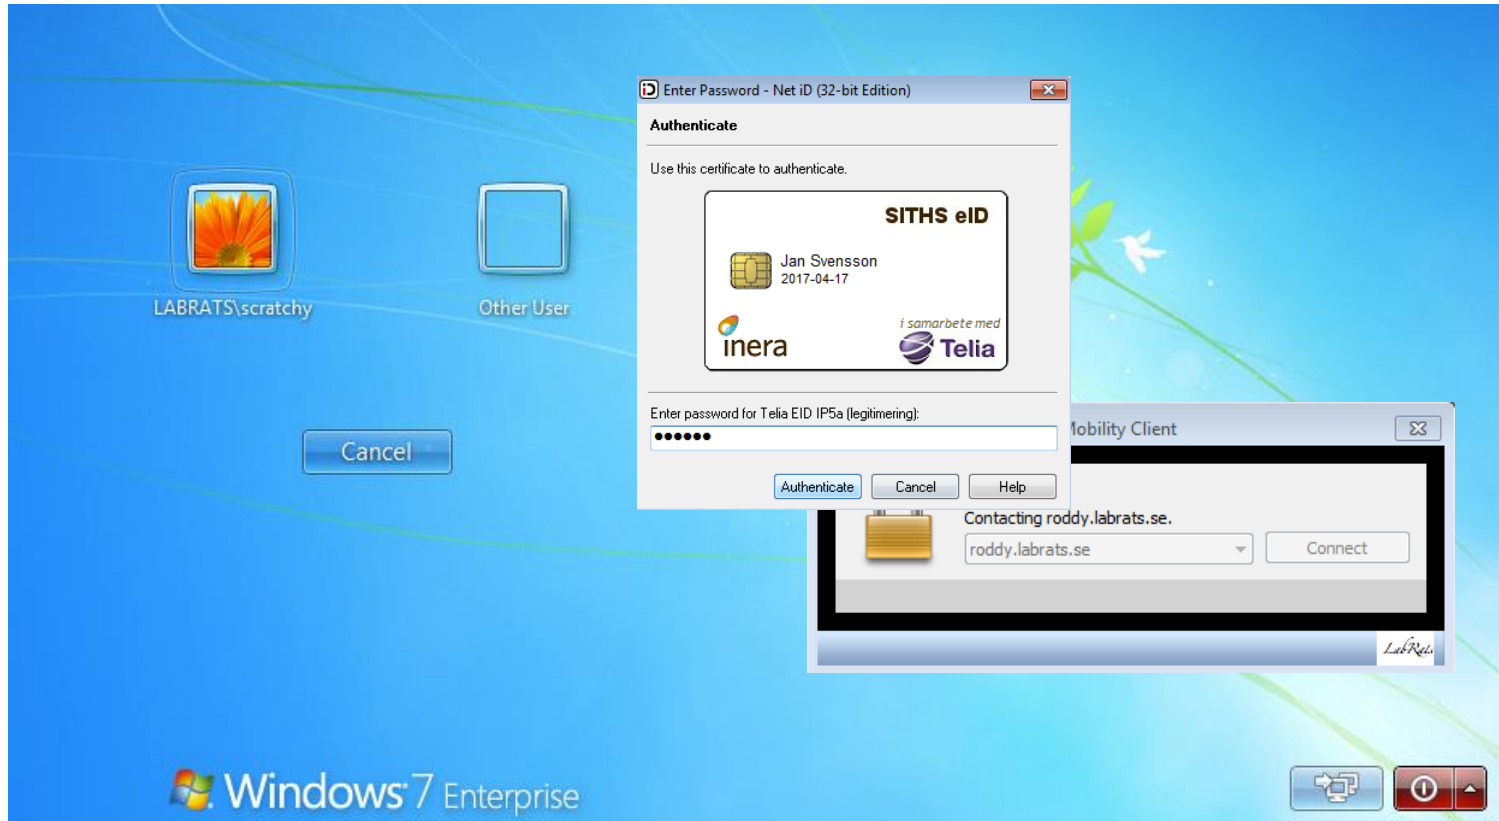 Enter Password - Net iD (32-bit Edition)
Authenticate
Use this certificate to authenticate.
SITHS eID
Jan Svensson
2017-04-17
i samarbete med
inera
Telia
Enter password for Telia EID IP5a (legitimering):
Authenticate
Cancel
Help
LABRATS\scratchy
Other User
Cancel
Mobility Client
Contacting roddy.labrats.se.
roddy.labrats.se
Connect
LabRats
Windows 7 Enterprise